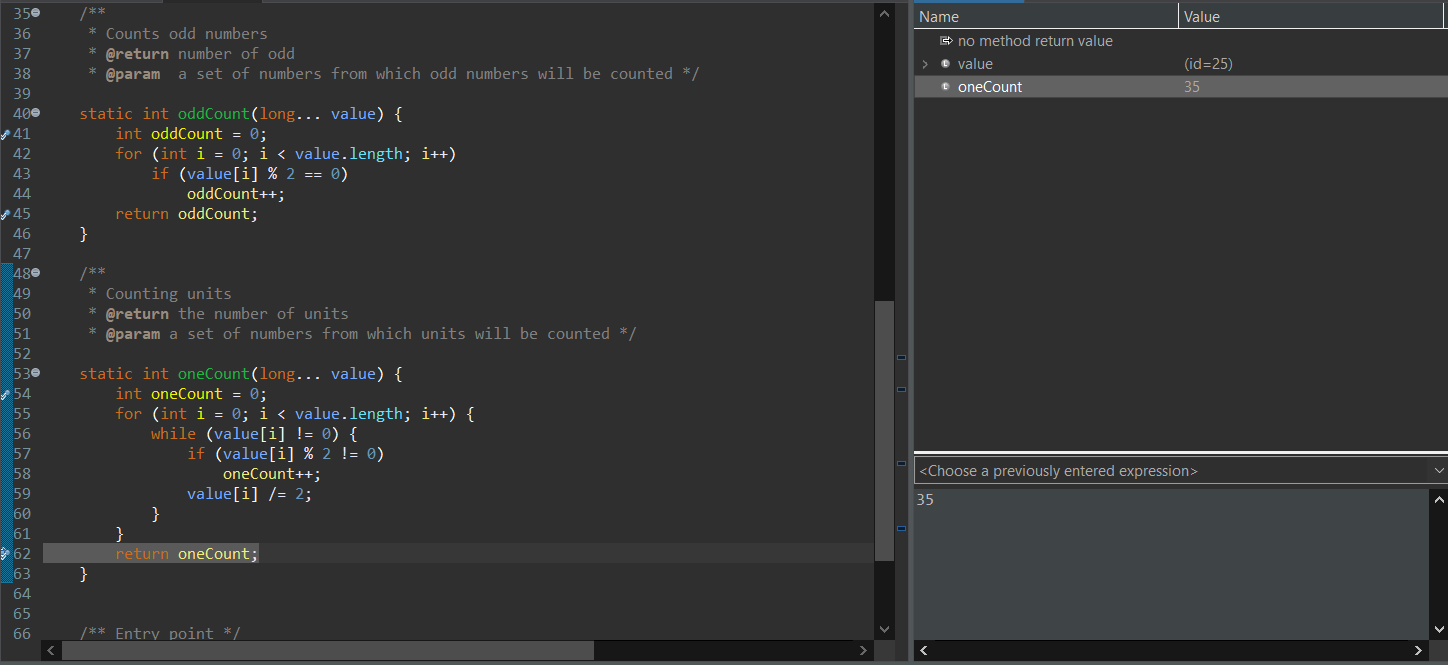 35 /**
36 * Counts odd numbers
37 * @return number of odd
38 * @param  a set of numbers from which odd numbers will be counted */
39
40 static int oddCount(long... value) {
41 int oddCount = 0;
42 for (int i = 0; i < value.length; i++)
43 if (value[i] % 2 == 0)
44 oddCount++;
45 return oddCount;
46 }
47
48 /**
49 * Counting units
50 * @return the number of units
51 * @param a set of numbers from which units will be counted */
52
53 static int oneCount(long... value) {
54 int oneCount = 0;
55 for (int i = 0; i < value.length; i++) {
56 while (value[i] != 0) {
57 if (value[i] % 2 != 0)
58 oneCount++;
59 value[i] /= 2;
60 }
61 }
62 return oneCount;
63 }
64
65
66 /** Entry point */
Name Value
no method return value
value (id=25)
oneCount 35
<Choose a previously entered expression>
35